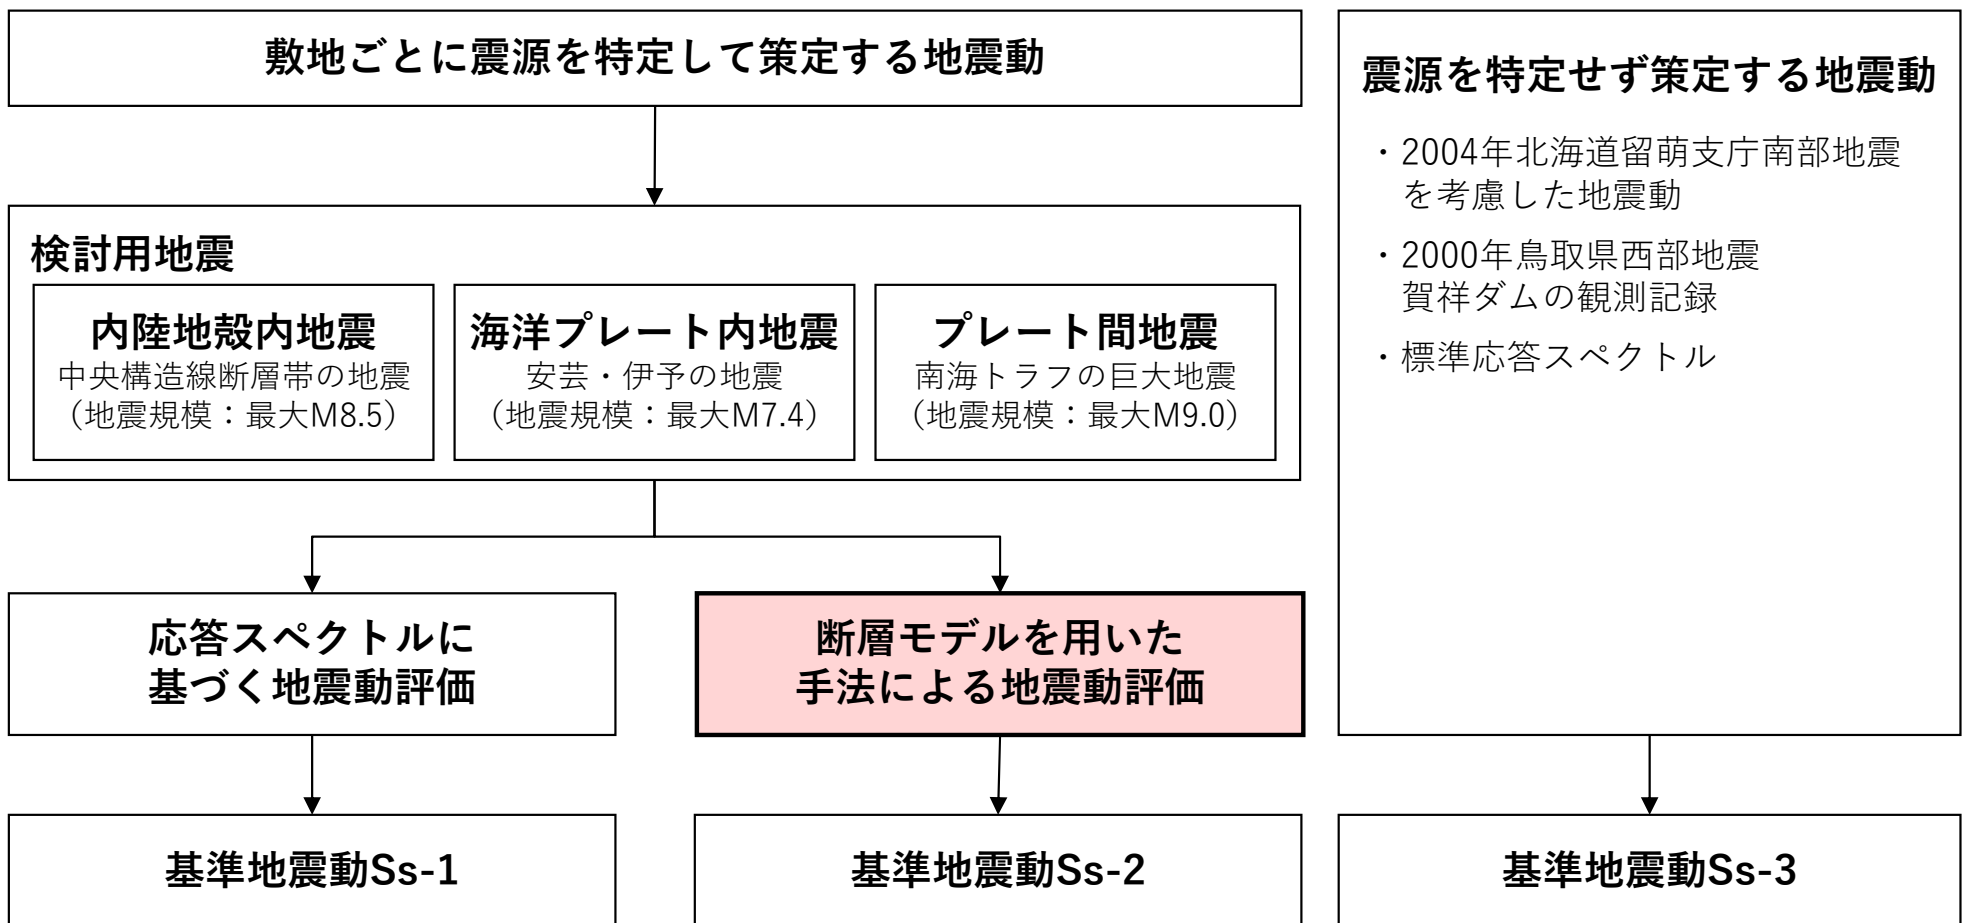 敷地ごとに震源を特定して策定する地震動
検討用地震
内陸地殻内地震
中央構造線断層帯の地震
（地震規模：最大M8.5）
海洋プレート内地震
安芸・伊予の地震
（地震規模：最大M7.4）
プレート間地震
南海トラフの巨大地震
（地震規模：最大M9.0）
応答スペクトルに
基づく地震動評価
断層モデルを用いた
手法による地震動評価
基準地震動Ss-1
基準地震動Ss-2
震源を特定せず策定する地震動
・2004年北海道留萌支庁南部地震
を考慮した地震動
・2000年鳥取県西部地震
賀祥ダムの観測記録
・標準応答スペクトル
基準地震動Ss-3